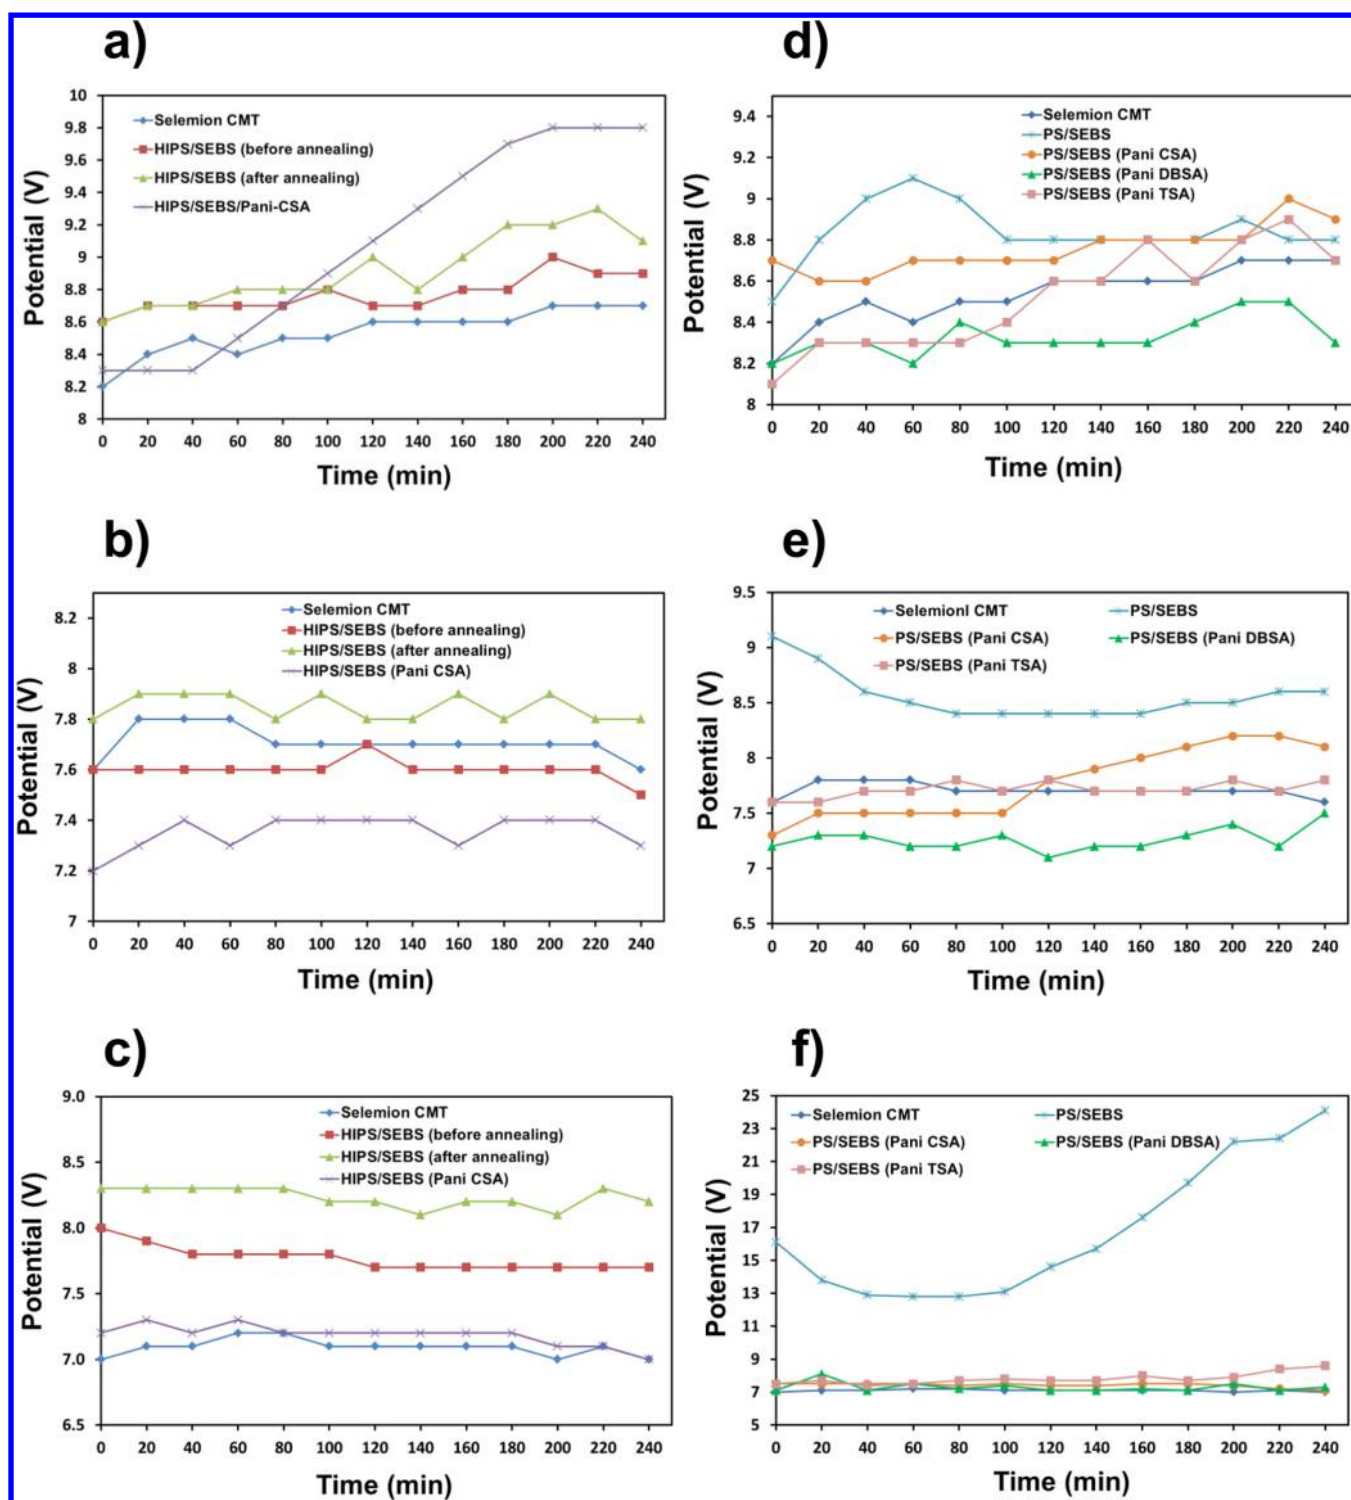 a)
10
9.8
9.6
9.4
9.2
9
8.8
8.6
8.4
8.2
8
Potential (V)
Selemion CMT
HIPS/SEBS (before annealing)
HIPS/SEBS (after annealing)
HIPS/SEBS/Pani-CSA
0 20 40 60 80 100 120 140 160 180 200 220 240
Time (min)
d)
9.4
9.2
9
8.8
8.6
8.4
8.2
8
Potential (V)
Selemion CMT
PS/SEBS
PS/SEBS (Pani CSA)
PS/SEBS (Pani DBSA)
PS/SEBS (Pani TSA)
0 20 40 60 80 100 120 140 160 180 200 220 240
Time (min)
b)
8.2
8
7.8
7.6
7.4
7.2
7
Potential (V)
Selemion CMT
HIPS/SEBS (before annealing)
HIPS/SEBS (after annealing)
HIPS/SEBS (Pani CSA)
0 20 40 60 80 100 120 140 160 180 200 220 240
Time (min)
e)
9.5
9
8.5
8
7.5
7
6.5
Potential (V)
Selemionl CMT PS/SEBS
PS/SEBS (Pani CSA) PS/SEBS (Pani DBSA)
PS/SEBS (Pani TSA)
0 20 40 60 80 100 120 140 160 180 200 220 240
Time (min)
c)
9.0
8.5
8.0
7.5
7.0
6.5
Potential (V)
Selemion CMT
HIPS/SEBS (before annealing)
HIPS/SEBS (after annealing)
HIPS/SEBS (Pani CSA)
0 20 40 60 80 100 120 140 160 180 200 220 240
Time (min)
f)
25
23
21
19
17
15
13
11
9
7
5
Potential (V)
Selemion CMT PS/SEBS
PS/SEBS (Pani CSA) PS/SEBS (Pani DBSA)
PS/SEBS (Pani TSA)
0 20 40 60 80 100 120 140 160 180 200 220 240
Time (min)